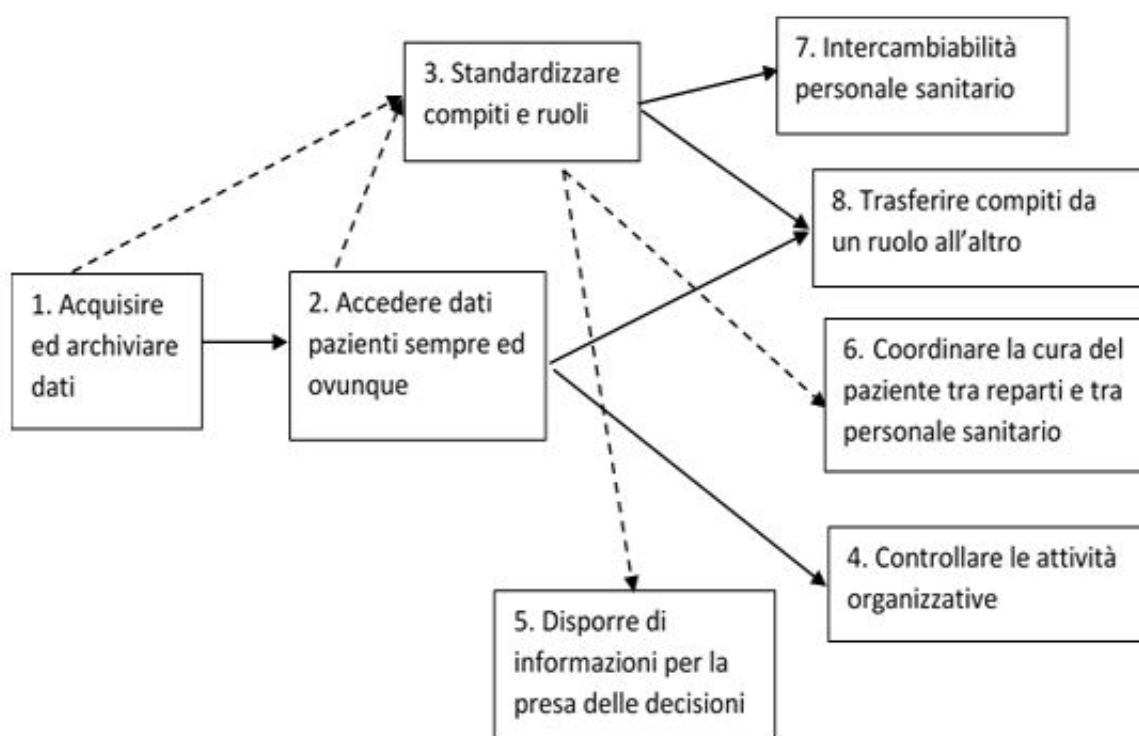 3. Standardizzare
compiti e ruoli
7. Intercambiabilità
personale sanitario
8. Trasferire compiti da
un ruolo all’altro
1. Acquisire
ed archiviare
dati
2. Accedere dati
pazienti sempre ed
ovunque
6. Coordinare la cura del
paziente tra reparti e tra
personale sanitario
4. Controllare le attività
organizzative
5. Disporre di
informazioni per la
presa delle decisioni